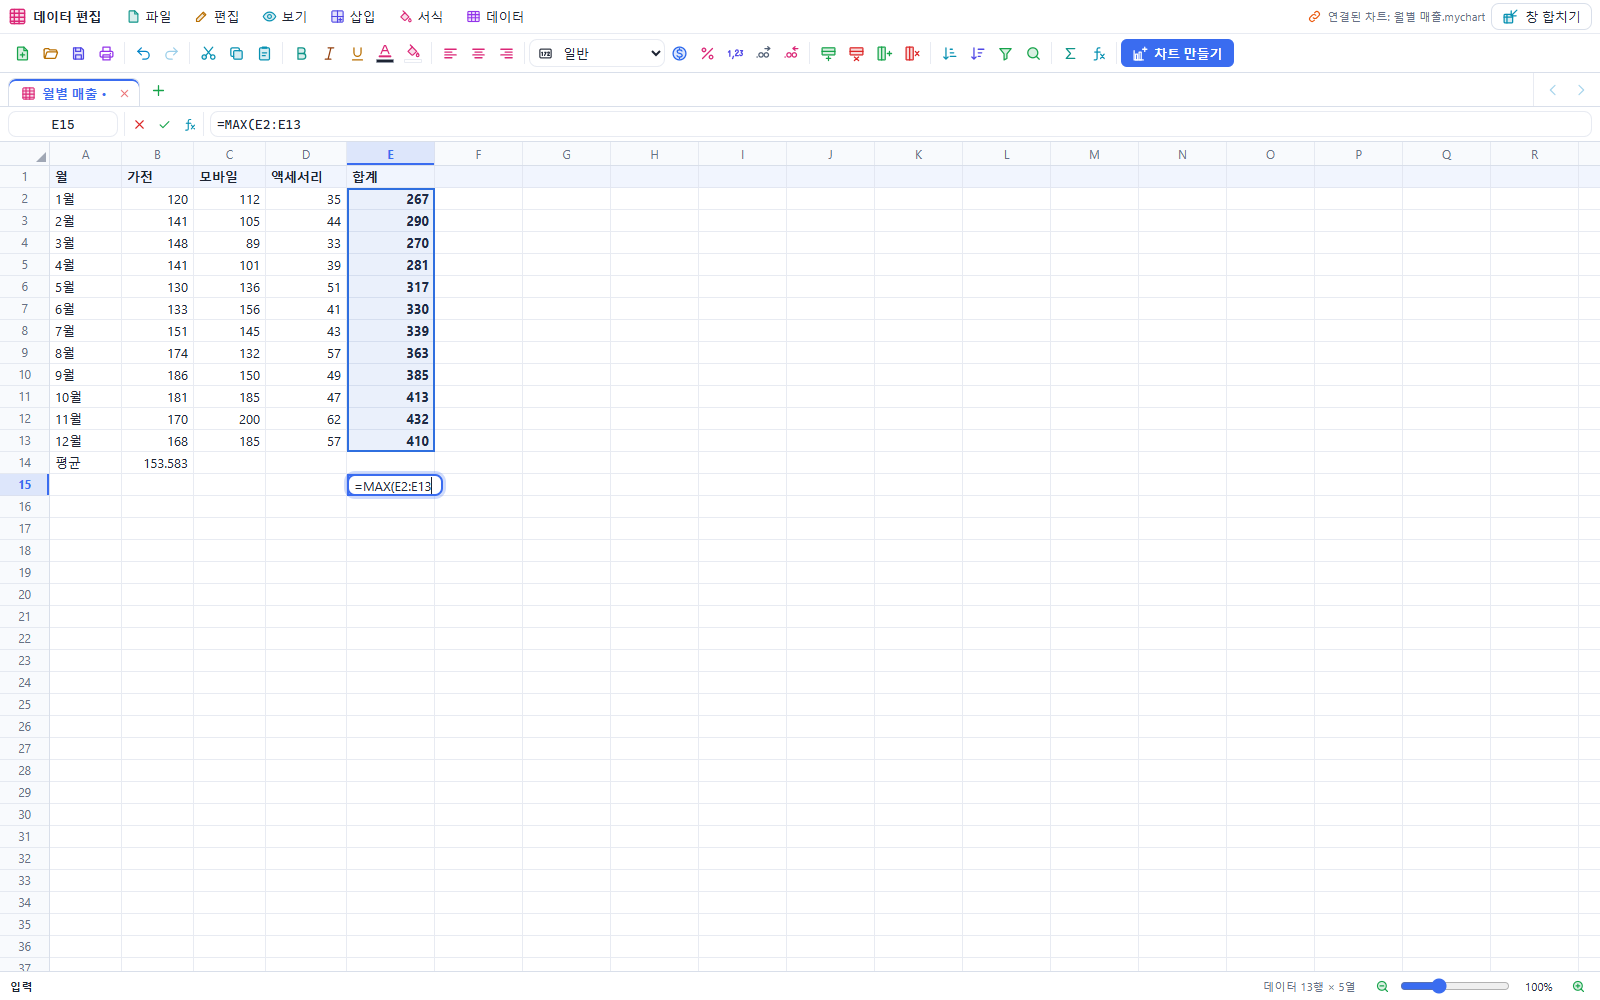 데이터 편집 파일 편집 보기 삽입 서식 데이터 연결된 차트: 월별 매출.mychart 창 합치기
일반 차트 만들기
월별 매출 •
E15 =MAX(E2:E13
A B C D E F G H I J K L M N O P Q R
1 월 가전 모바일 액세서리 합계
2 1월 120 112 35 267
3 2월 141 105 44 290
4 3월 148 89 33 270
5 4월 141 101 39 281
6 5월 130 136 51 317
7 6월 133 156 41 330
8 7월 151 145 43 339
9 8월 174 132 57 363
10 9월 186 150 49 385
11 10월 181 185 47 413
12 11월 170 200 62 432
13 12월 168 185 57 410
14 평균 153.583
15 =MAX(E2:E13
16
17
18
19
20
21
22
23
24
25
26
27
28
29
30
31
32
33
34
35
36
37
입력 데이터 13행 × 5열 100%